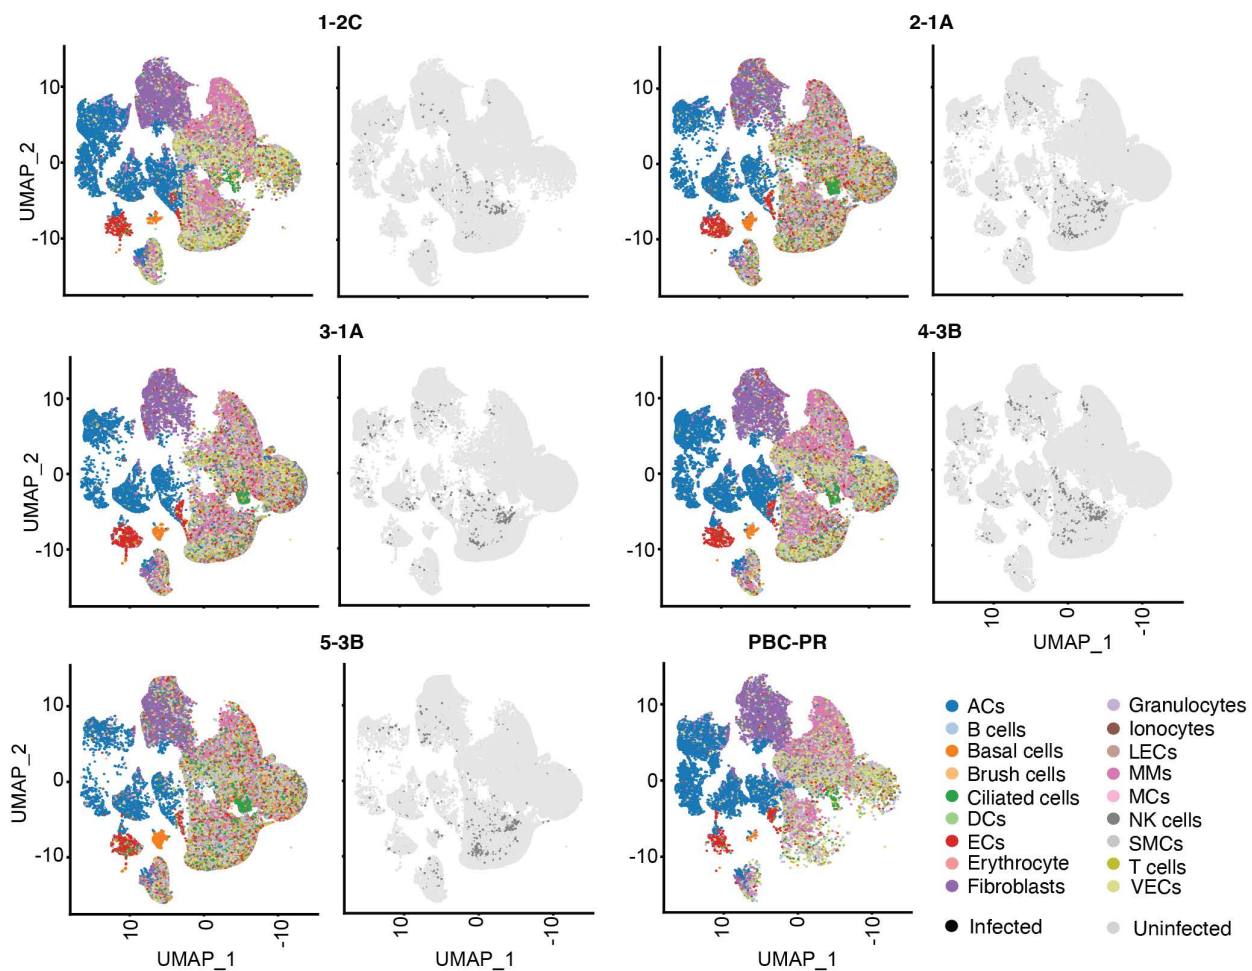 1-2C
2-1A
UMAP_2
10
0
-10
10
0
-10
3-1A
4-3B
UMAP_2
10
0
-10
10
0
-10
10
0
-10
UMAP_1
5-3B
PBC-PR
UMAP_2
10
0
-10
10
0
-10
10
0
-10
UMAP_1
10
0
-10
UMAP_1
10
0
-10
UMAP_1
ACs
B cells
Basal cells
Brush cells
Ciliated cells
DCs
ECs
Erythrocyte
Fibroblasts
Infected
Granulocytes
Ionocytes
LECs
MMs
MCs
NK cells
SMCs
T cells
VECs
Uninfected